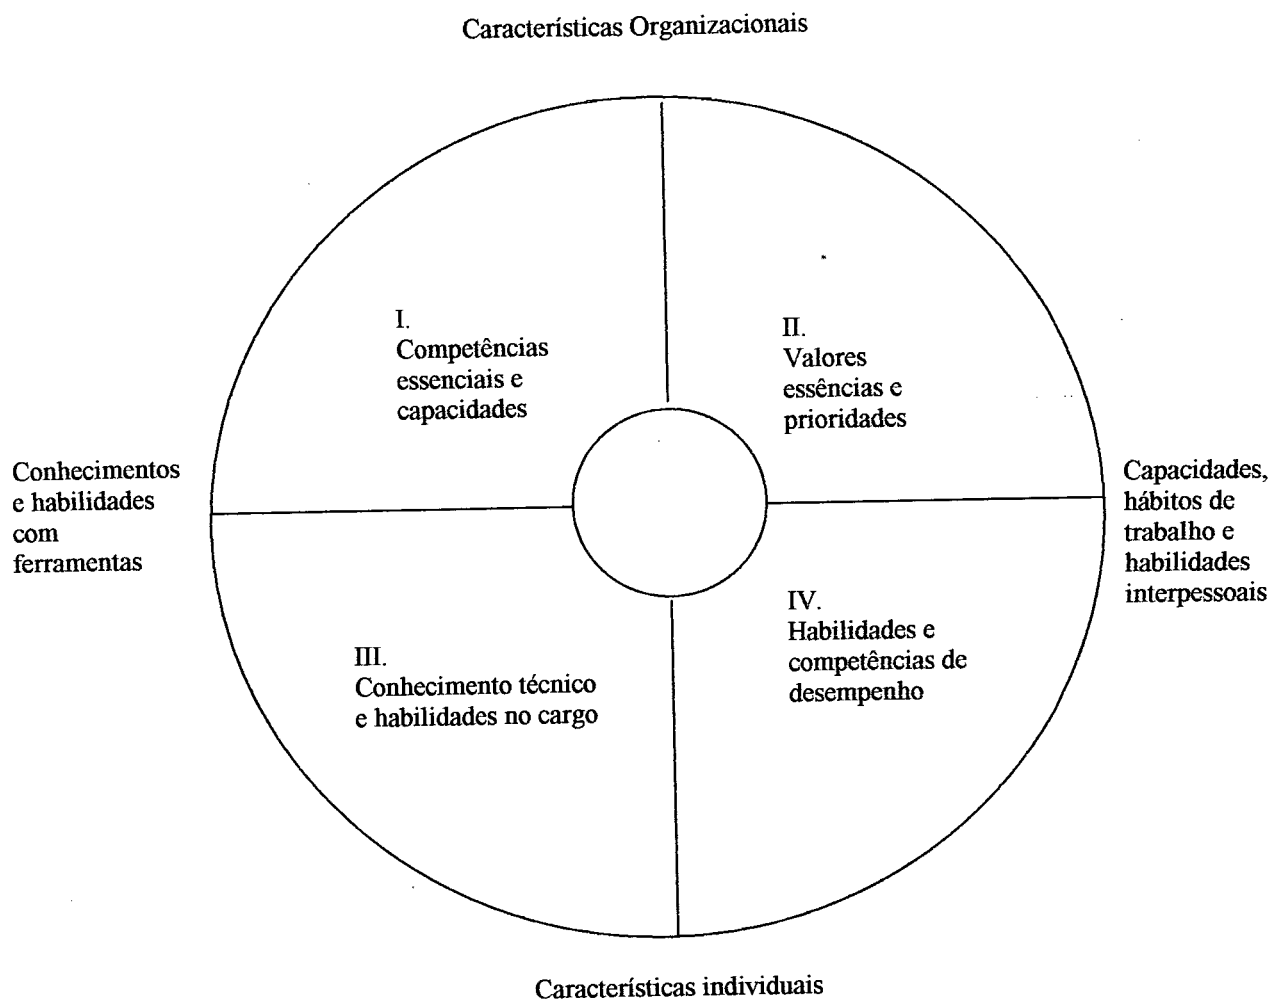 Características Organizacionais
I.
Competências
essenciais e
capacidades
II.
Valores
essências e
prioridades
Conhecimentos
e habilidades
com
ferramentas
Capacidades,
hábitos de
trabalho e
habilidades
interpessoais
III.
Conhecimento técnico
e habilidades no cargo
IV.
Habilidades e
competências de
desempenho
Características individuais